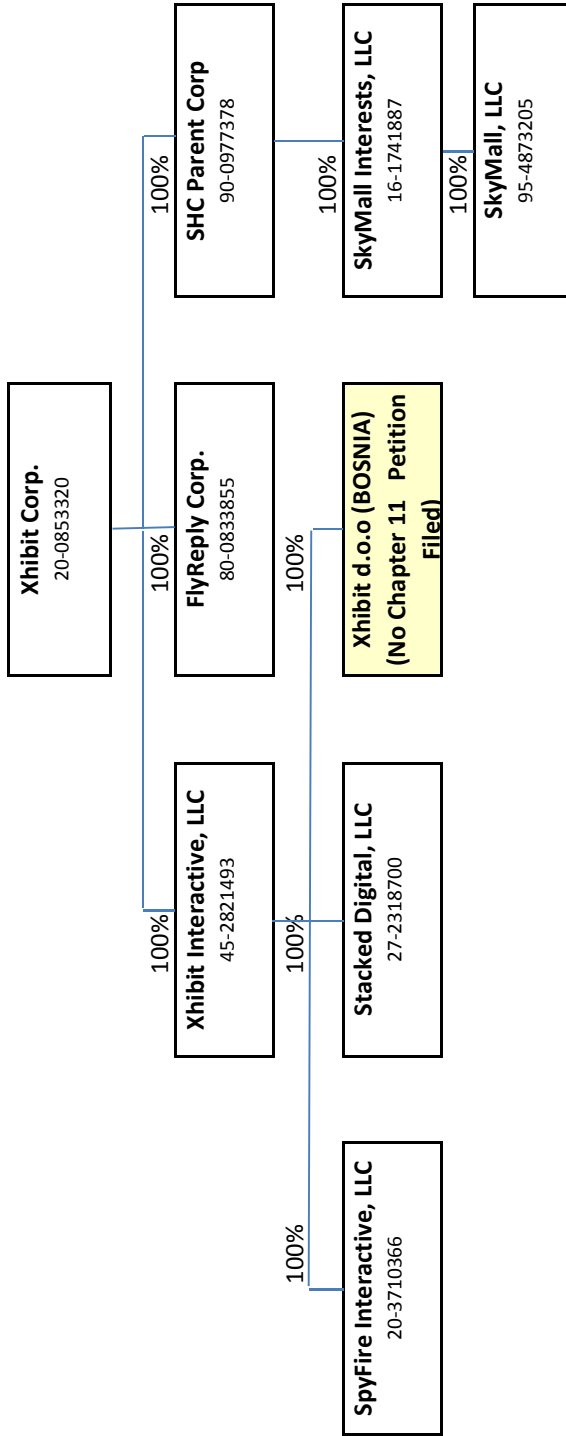 Xhibit Corp.
20-0853320
100%
100%
100%
Xhibit Interactive, LLC
45-2821493
FlyReply Corp.
80-0833855
SHC Parent Corp
90-0977378
100%
100%
100%
100%
SpyFire Interactive, LLC
20-3710366
Stacked Digital, LLC
27-2318700
Xhibit d.o.o (BOSNIA)
(No Chapter 11 Petition
Filed)
SkyMall Interests, LLC
16-1741887
100%
SkyMall, LLC
95-4873205